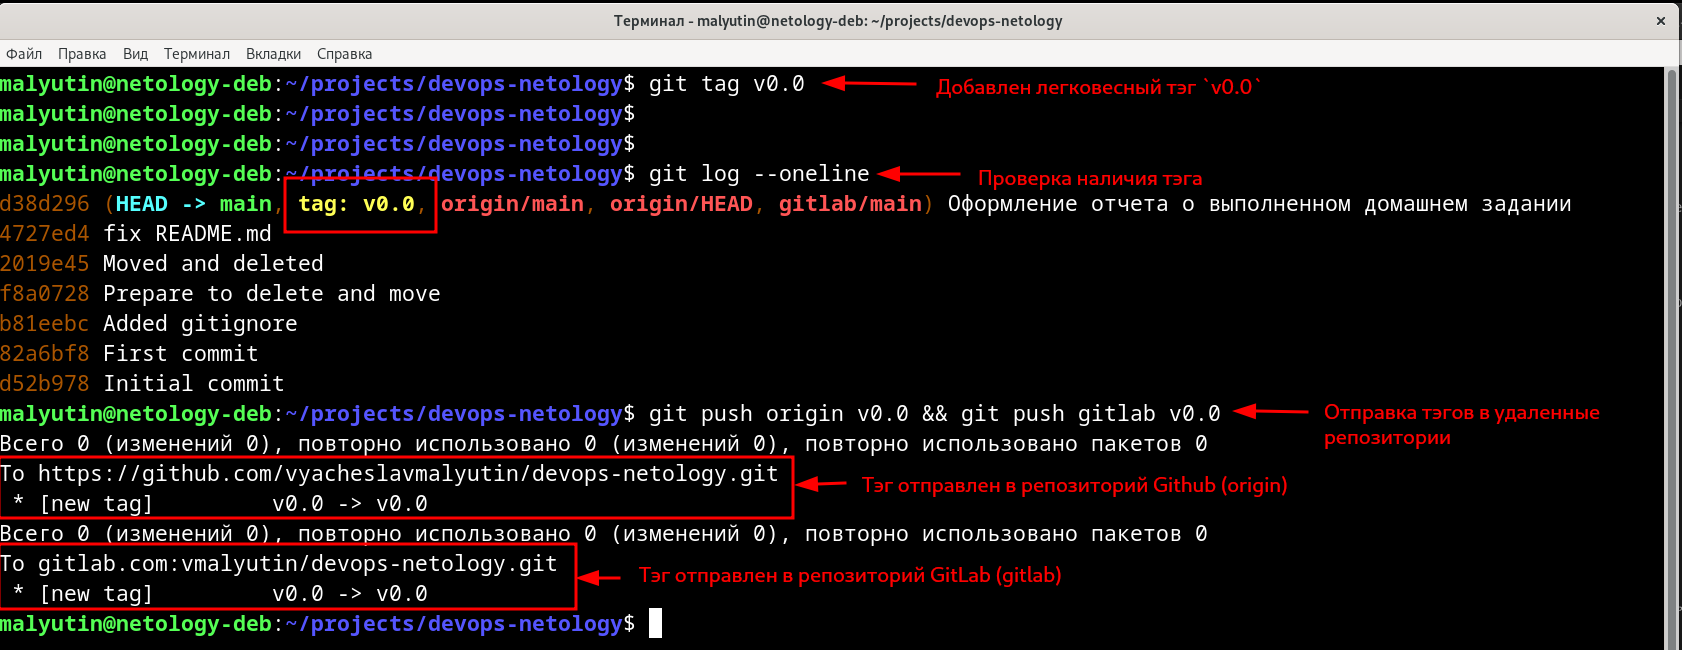 Терминал - malyutin@netology-deb: ~/projects/devops-netology ×
Файл Правка Вид Терминал Вкладки Справка
malyutin@netology-deb:~/projects/devops-netology$ git tag v0.0 Добавлен легковесный тэг `v0.0`
malyutin@netology-deb:~/projects/devops-netology$
malyutin@netology-deb:~/projects/devops-netology$
malyutin@netology-deb:~/projects/devops-netology$ git log --oneline Проверка наличия тэга
d38d296 (HEAD -> main, tag: v0.0, origin/main, origin/HEAD, gitlab/main) Оформление отчета о выполненном домашнем задании
4727ed4 fix README.md
2019e45 Moved and deleted
f8a0728 Prepare to delete and move
b81eebc Added gitignore
82a6bf8 First commit
d52b978 Initial commit
malyutin@netology-deb:~/projects/devops-netology$ git push origin v0.0 && git push gitlab v0.0 Отправка тэгов в удаленные
репозитории
Всего 0 (изменений 0), повторно использовано 0 (изменений 0), повторно использовано пакетов 0
To https://github.com/vyacheslavmalyutin/devops-netology.git
Тэг отправлен в репозиторий Github (origin)
* [new tag] v0.0 -> v0.0
Всего 0 (изменений 0), повторно использовано 0 (изменений 0), повторно использовано пакетов 0
To gitlab.com:vmalyutin/devops-netology.git
Тэг отправлен в репозиторий GitLab (gitlab)
* [new tag] v0.0 -> v0.0
malyutin@netology-deb:~/projects/devops-netology$